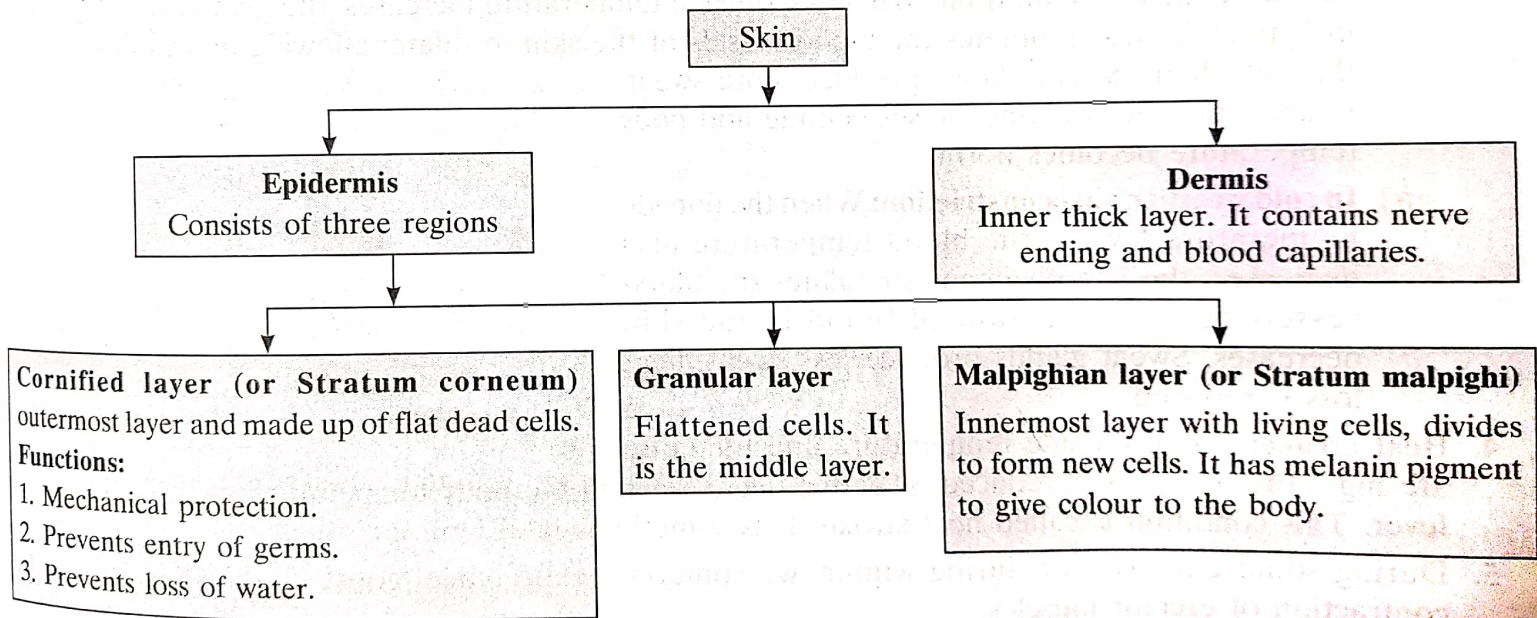 Skin
Epidermis
Consists of three regions
Dermis
Inner thick layer. It contains nerve
ending and blood capillaries.
Cornified layer (or Stratum corneum)
outermost layer and made up of flat dead cells.
Functions:
1. Mechanical protection.
2. Prevents entry of germs.
3. Prevents loss of water.
Granular layer
Flattened cells. It
is the middle layer.
Malpighian layer (or Stratum malpighi)
Innermost layer with living cells, divides
to form new cells. It has melanin pigment
to give colour to the body.